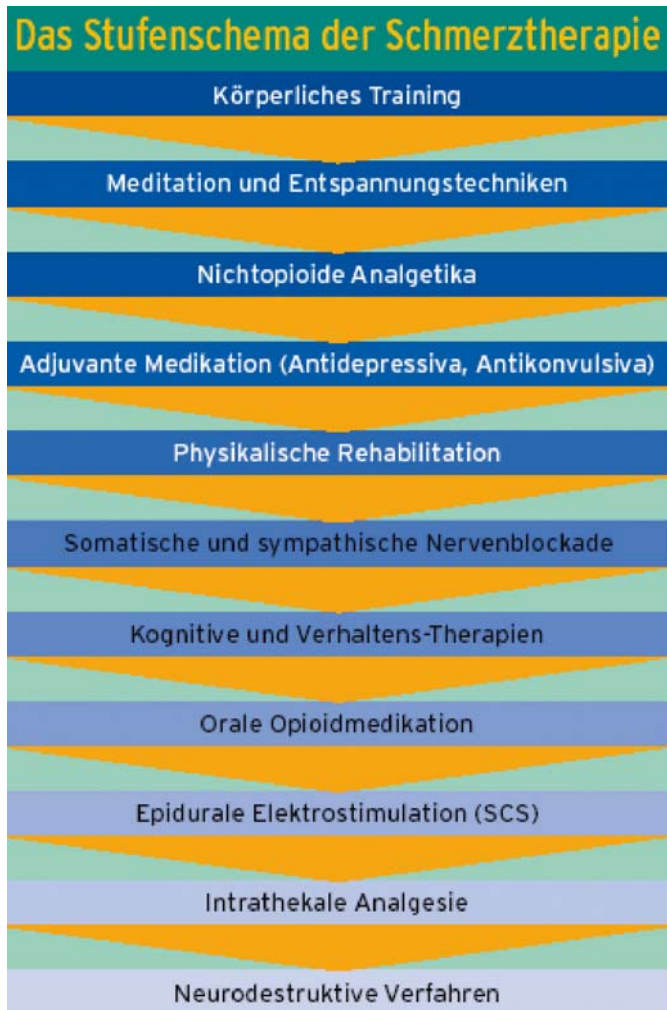 Das Stufenschema der Schmerztherapie
Körperliches Training
Meditation und Entspannungstechniken
Nichtopioide Analgetika
Adjuvante Medikation (Antidepressiva, Antikonvulsiva)
Physikalische Rehabilitation
Somatische und sympathische Nervenblockade
Kognitive und Verhaltens-Therapien
Orale Opioidmedikation
Epidurale Elektrostimulation (SCS)
Intrathekale Analgesie
Neurodestruktive Verfahren